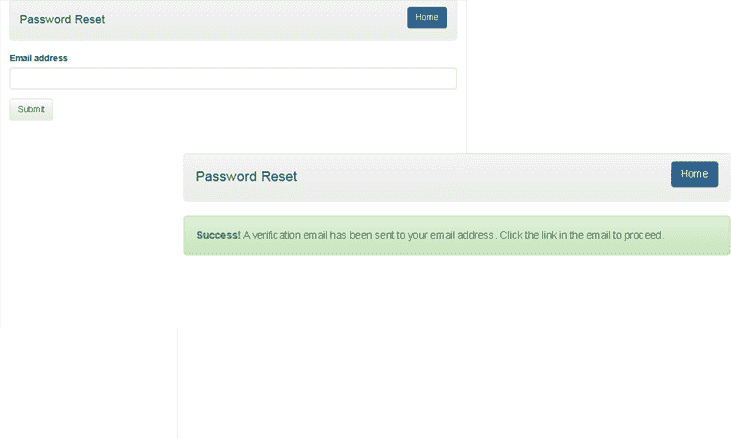 Password Reset
Home
Email address
Submit
Password Reset
Home
Success! A verification email has been sent to your email address. Click the link in the email to proceed.